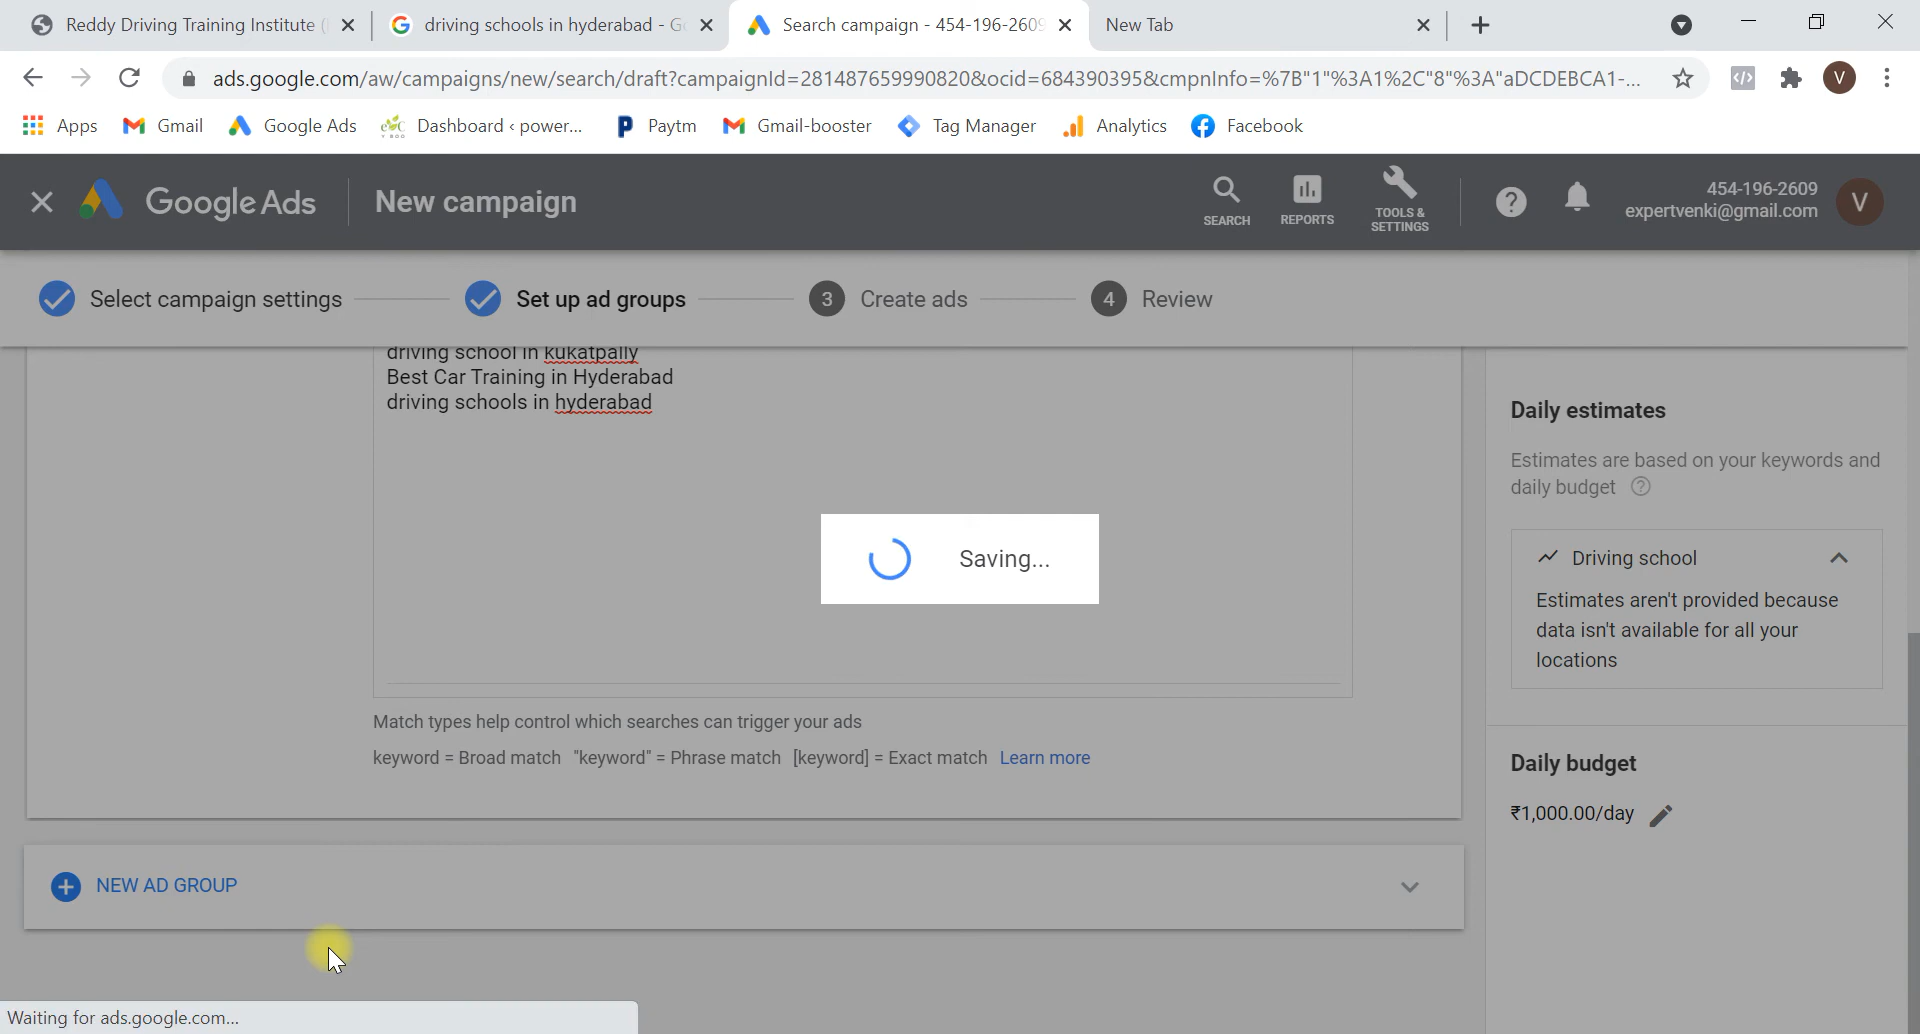 Reddy Driving Training Institute (
driving schools in hyderabad - G
Search campaign - 454-196-2609
New Tab
ads.google.com/aw/campaigns/new/search/draft?campaignId=281487659990820&ocid=684390395&cmpnInfo=%7B"1"%3A1%2C"8"%3A"aDCDEBCA1-...
V
Apps
Gmail
Google Ads
Dashboard ‹ power...
Paytm
Gmail-booster
Tag Manager
Analytics
Facebook
Google Ads
New campaign
SEARCH
REPORTS
TOOLS &
SETTINGS
454-196-2609
expertvenki@gmail.com
V
Select campaign settings
Set up ad groups
3 Create ads
4 Review
driving school in kukatpally
Best Car Training in Hyderabad
driving schools in hyderabad
Saving...
Match types help control which searches can trigger your ads
keyword = Broad match "keyword" = Phrase match [keyword] = Exact match Learn more
NEW AD GROUP
Daily estimates
Estimates are based on your keywords and
daily budget
Driving school
Estimates aren't provided because
data isn't available for all your
locations
Daily budget
₹1,000.00/day
Waiting for ads.google.com...